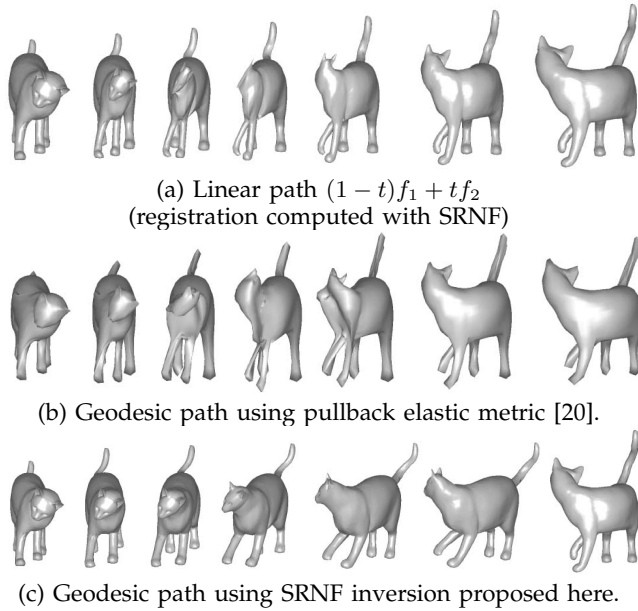 (a) Linear path (1 − t)f₁ + tf₂
(registration computed with SRNF)
(b) Geodesic path using pullback elastic metric [20].
(c) Geodesic path using SRNF inversion proposed here.